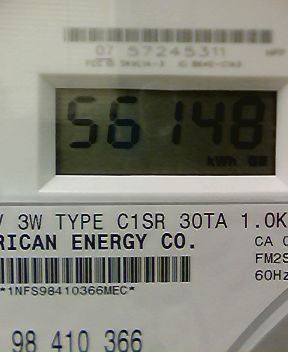 07 57245311
56148
kWh
V 3W TYPE C1SR 30TA 1.0K
RICAN ENERGY CO.
CA
FM2S
60Hz
*1NFS98410366MEC*
98 410 366